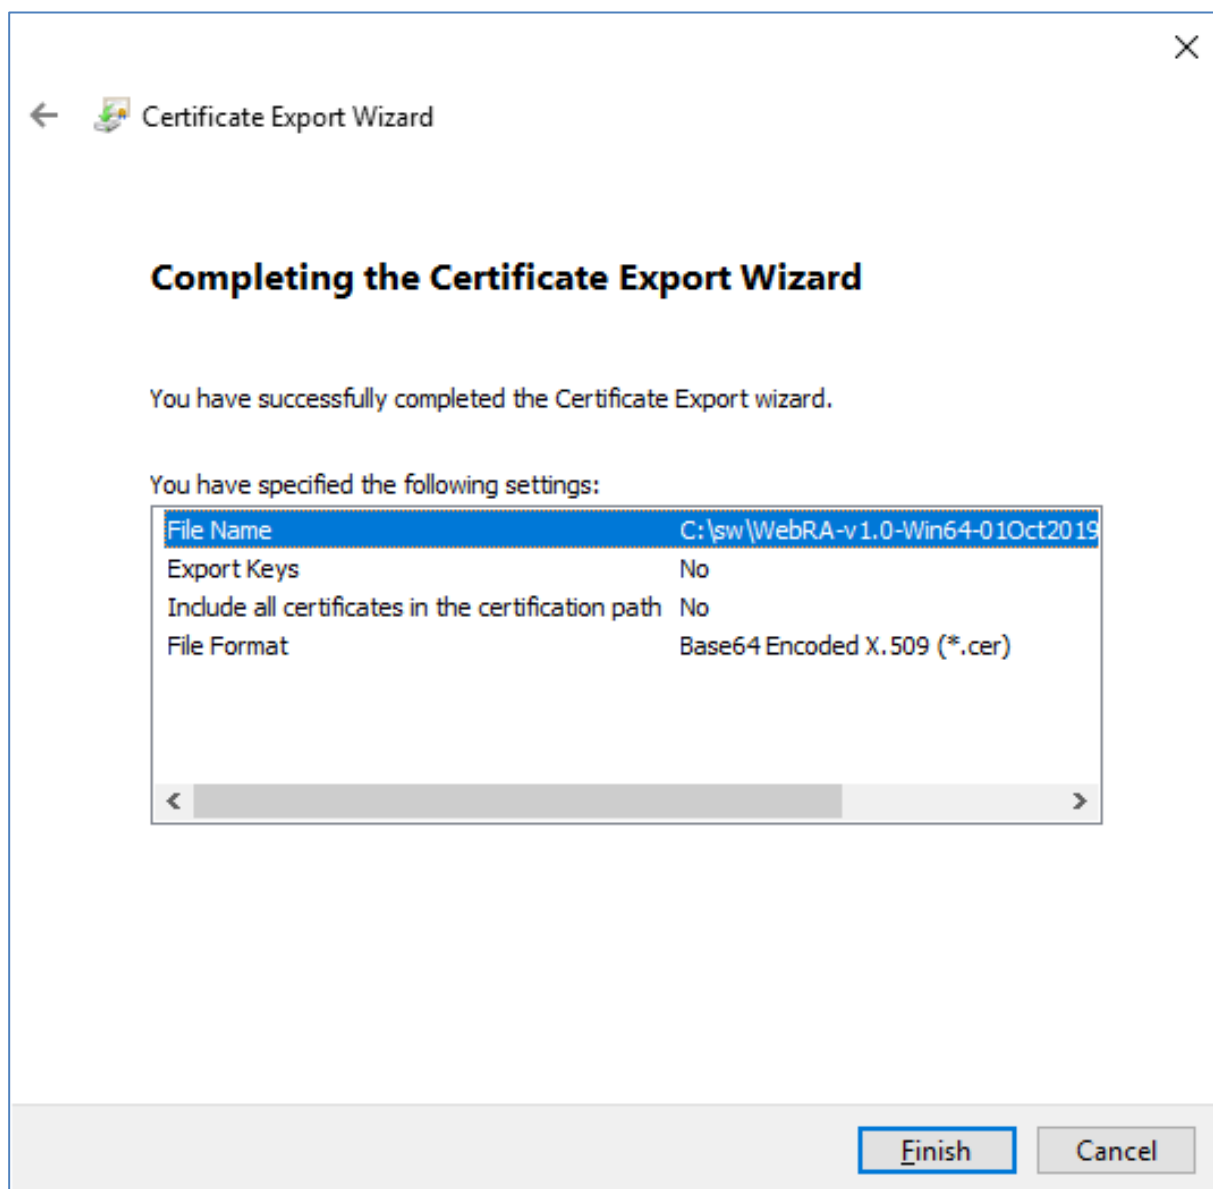 Certificate Export Wizard
Completing the Certificate Export Wizard
You have successfully completed the Certificate Export wizard.
You have specified the following settings:
File Name C:\sw\WebRA-v1.0-Win64-01Oct2019
Export Keys No
Include all certificates in the certification path No
File Format Base64 Encoded X.509 (*.cer)
Finish Cancel